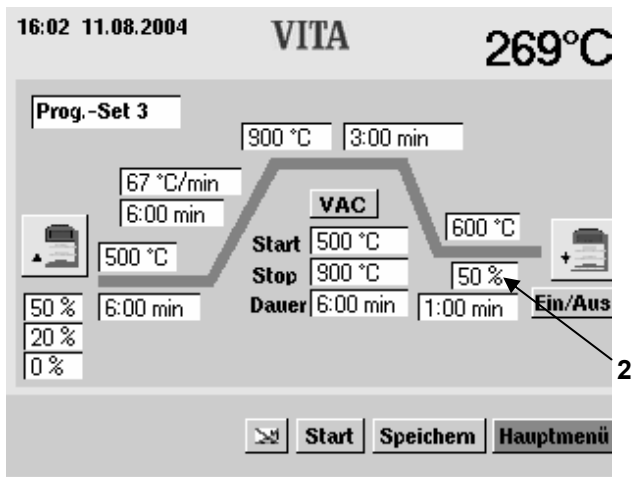 16:02 11.08.2004
VITA
269°C
Prog.-Set 3
900 °C
3:00 min
67 °C/min
6:00 min
VAC
500 °C
Start 500 °C
600 °C
Stop 900 °C
50 %
50 %
6:00 min
Dauer 6:00 min
1:00 min
Ein/Aus
20 %
0 %
2
Start
Speichern
Hauptmenü